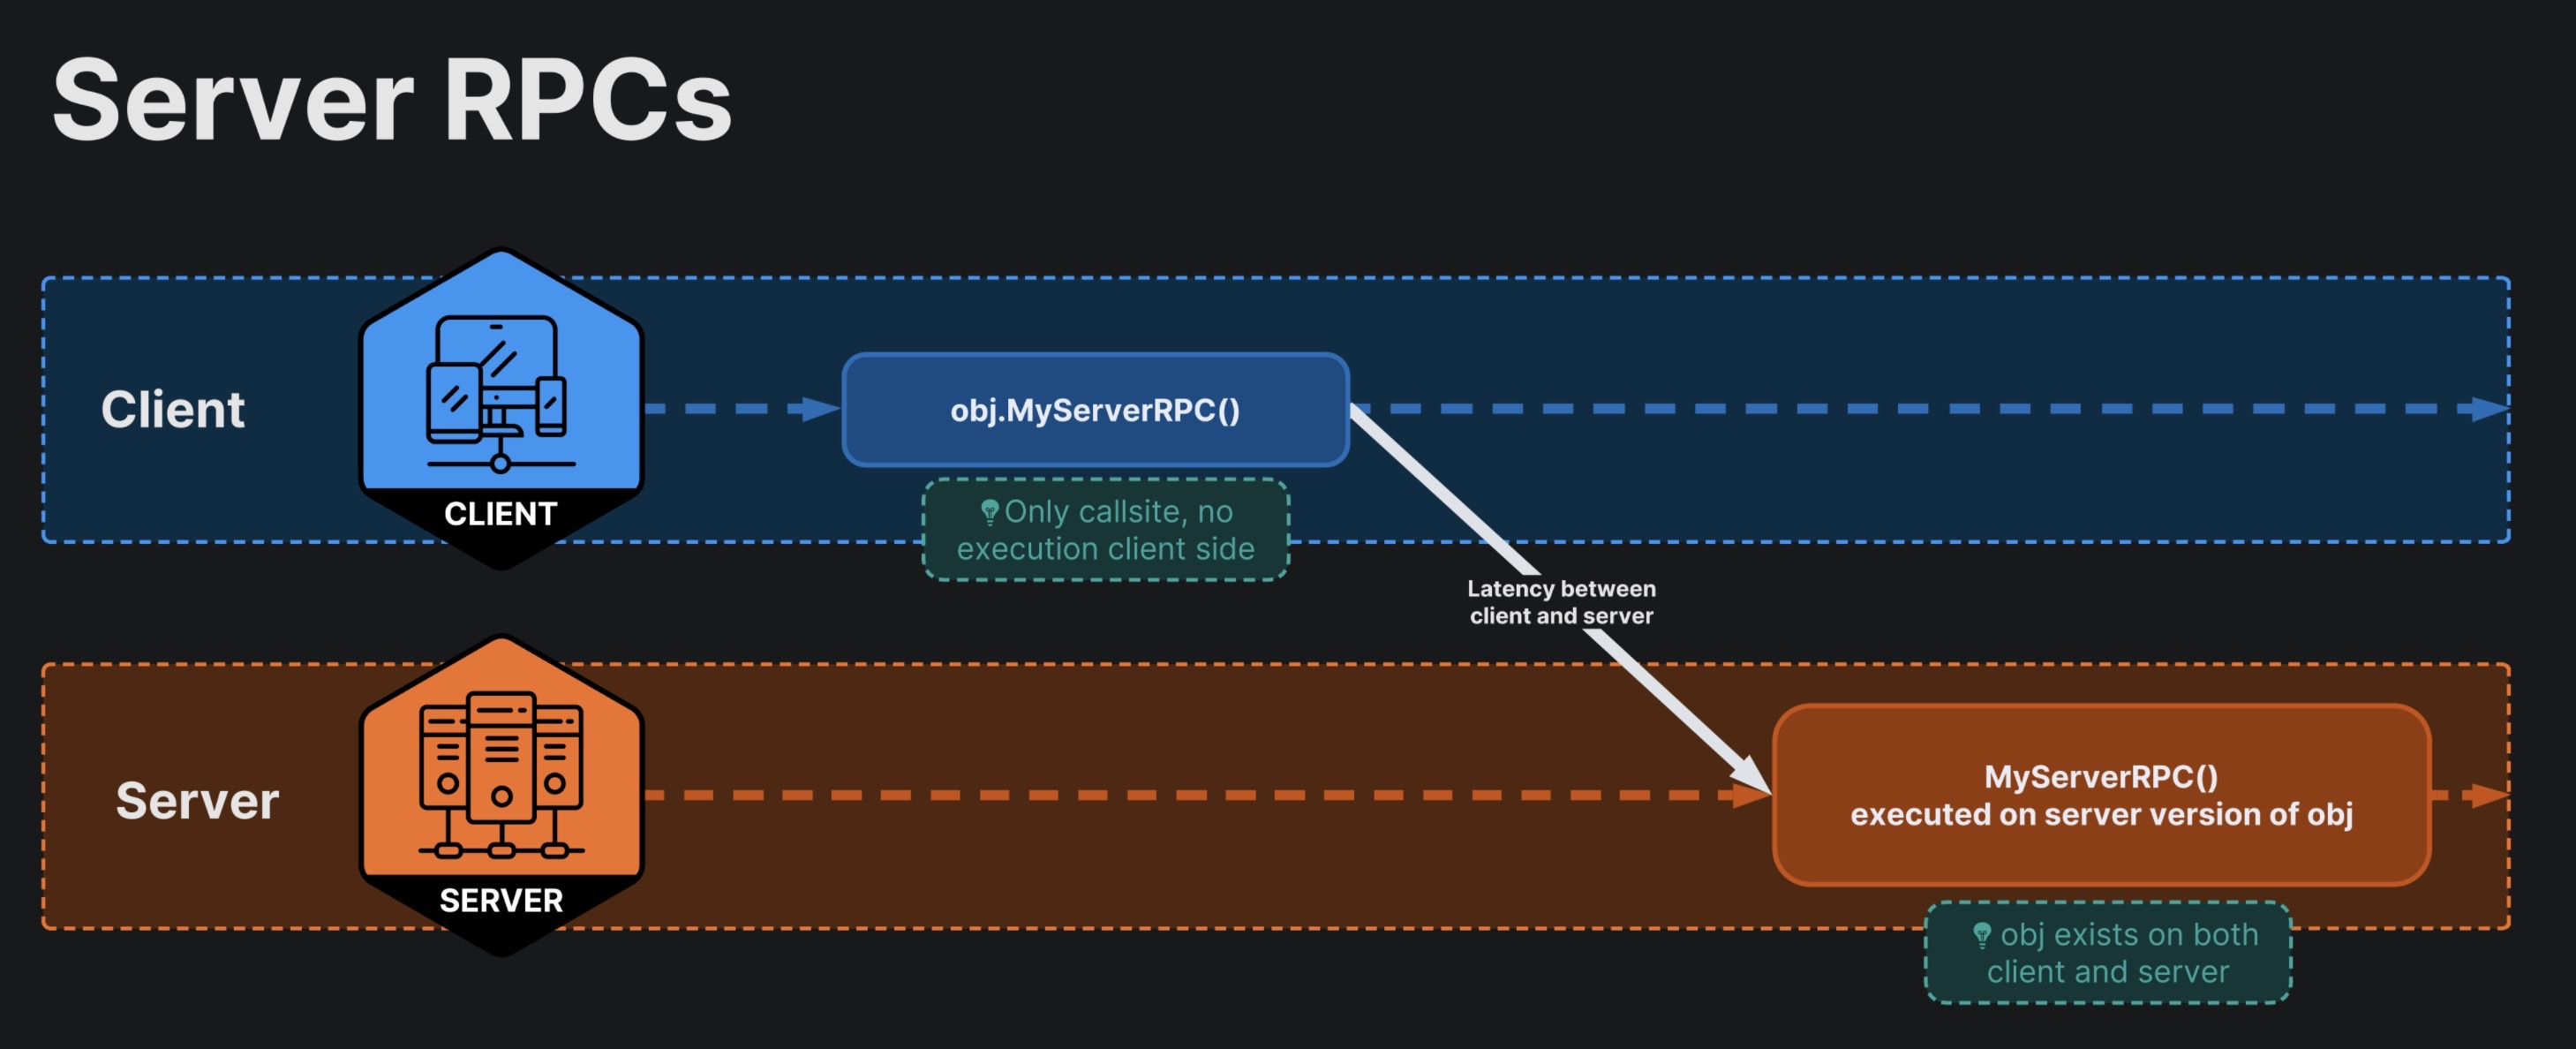 Server RPCs
Client
CLIENT
obj.MyServerRPC()
Only callsite, no
execution client side
Latency between
client and server
Server
SERVER
MyServerRPC()
executed on server version of obj
obj exists on both
client and server